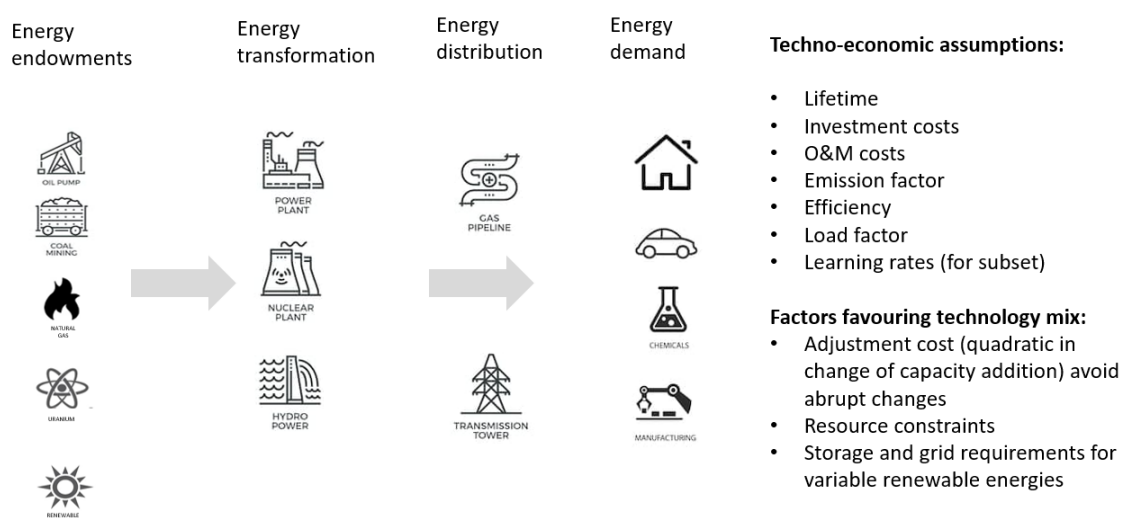 Energy
endowments
OIL PUMP
COAL
MINING
NATURAL
GAS
URANIUM
RENEWABLE
Energy
transformation
POWER
PLANT
NUCLEAR
PLANT
HYDRO
POWER
Energy
distribution
GAS
PIPELINE
TRANSMISSION
TOWER
Energy
demand
CHEMICALS
MANUFACTURING
Techno-economic assumptions:
• Lifetime
• Investment costs
• O&M costs
• Emission factor
• Efficiency
• Load factor
• Learning rates (for subset)
Factors favouring technology mix:
• Adjustment cost (quadratic in
change of capacity addition) avoid
abrupt changes
• Resource constraints
• Storage and grid requirements for
variable renewable energies